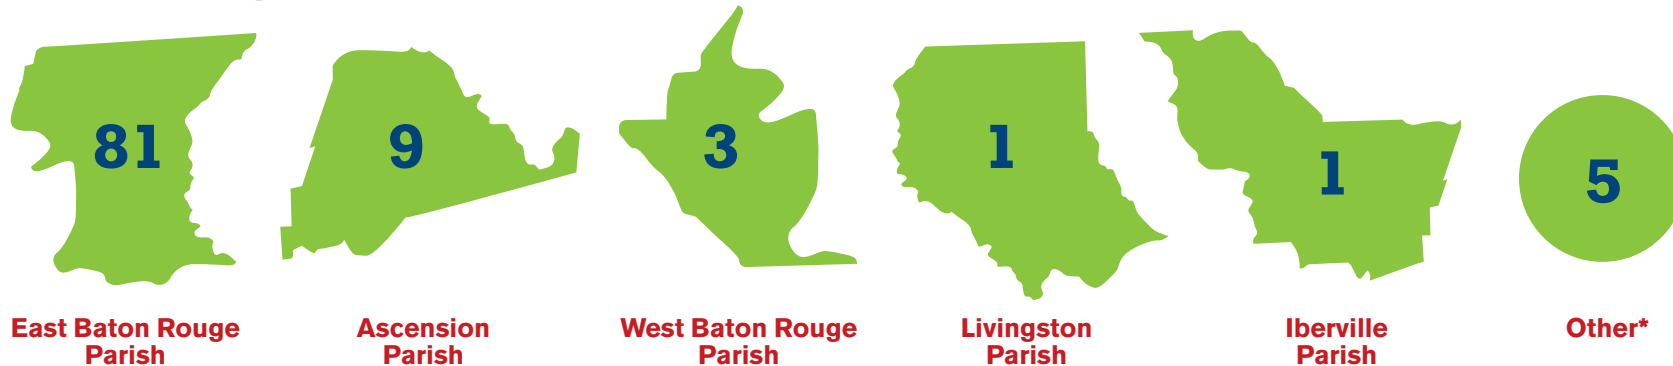 81
9
3
1
1
5
East Baton Rouge
Parish
Ascension
Parish
West Baton Rouge
Parish
Livingston
Parish
Iberville
Parish
Other*